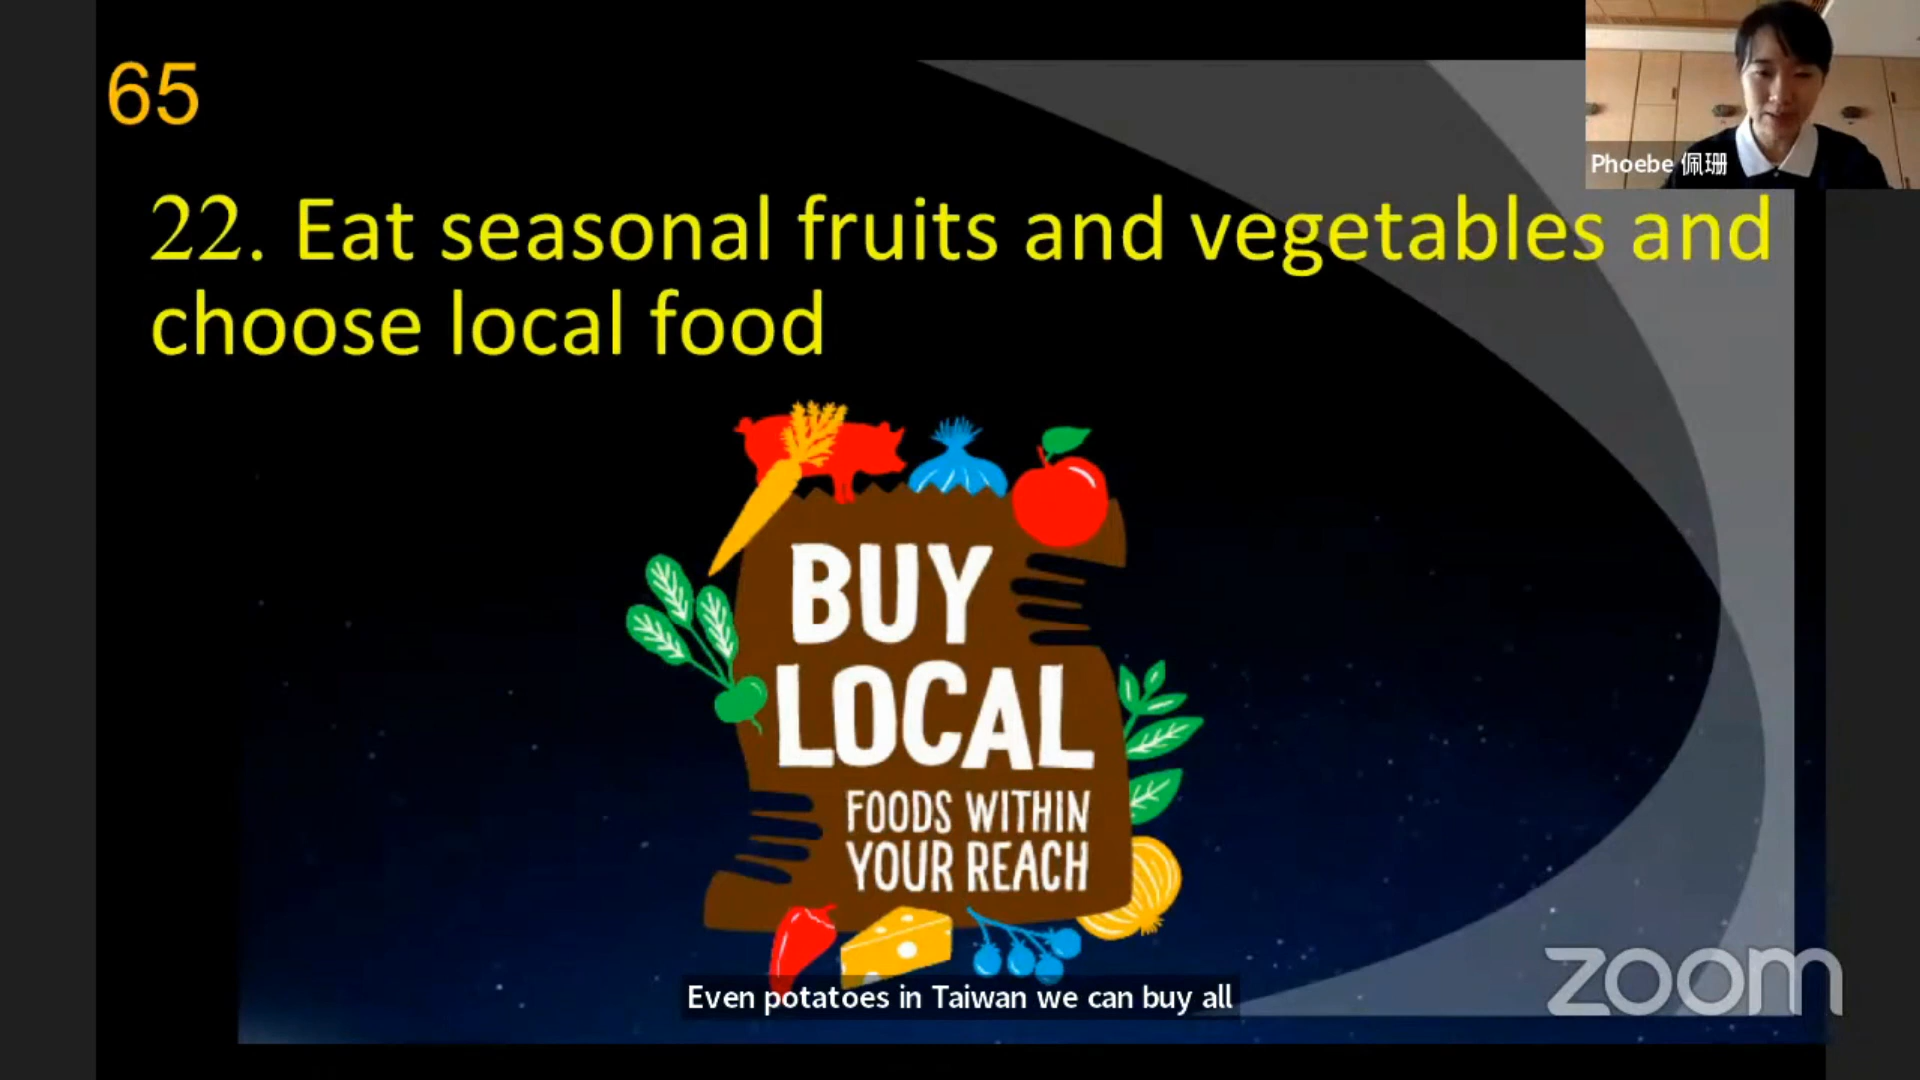 65
Phoebe 佩珊
22. Eat seasonal fruits and vegetables and
choose local food
BUY
LOCAL
FOODS WITHIN
YOUR REACH
Even potatoes in Taiwan we can buy all
zoom